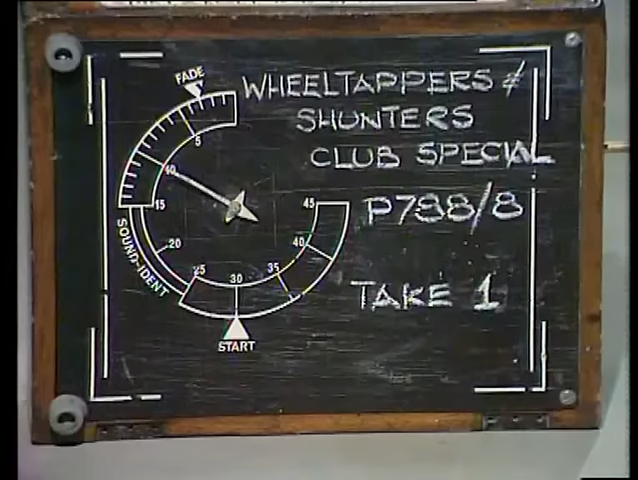 WHEELTAPPERS &
SHUNTERS
CLUB SPECIAL
P788/8
TAKE 1
FADE
5
10
15
SOUND-IDENT
20
25
30
35
40
45
START